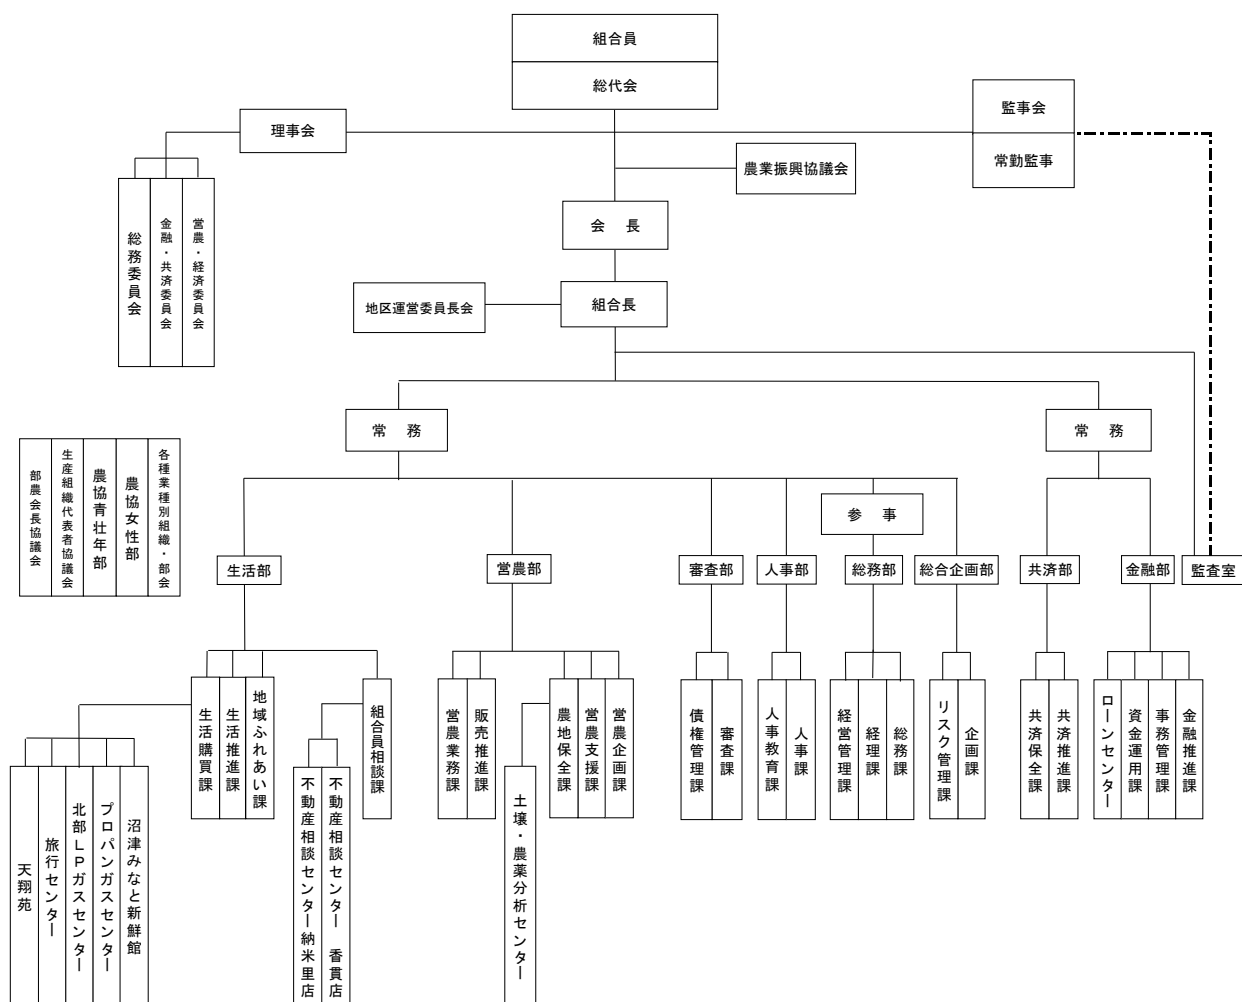 組合員
総代会
理事会
監事会
常勤監事
農業振興協議会
総務委員会
金融・共済委員会
営農・経済委員会
会 長
地区運営委員長会
組合長
常 務
常 務
部農会長協議会
生産組織代表者協議会
農協青壮年部
農協女性部
各種業種別組織・部会
参 事
生活部
営農部
審査部
人事部
総務部
総合企画部
共済部
金融部
監査室
生活購買課
生活推進課
地域ふれあい課
組合員相談課
営農業務課
販売推進課
農地保全課
営農支援課
営農企画課
債権管理課
審査課
人事教育課
人事課
経営管理課
経理課
総務課
リスク管理課
企画課
共済保全課
共済推進課
ローンセンター
資金運用課
事務管理課
金融推進課
天翔苑
旅行センター
北部LPガスセンター
プロパンガスセンター
沼津みなと新鮮館
不動産相談センター納米里店
不動産相談センター 香貫店
土壌・農薬分析センター